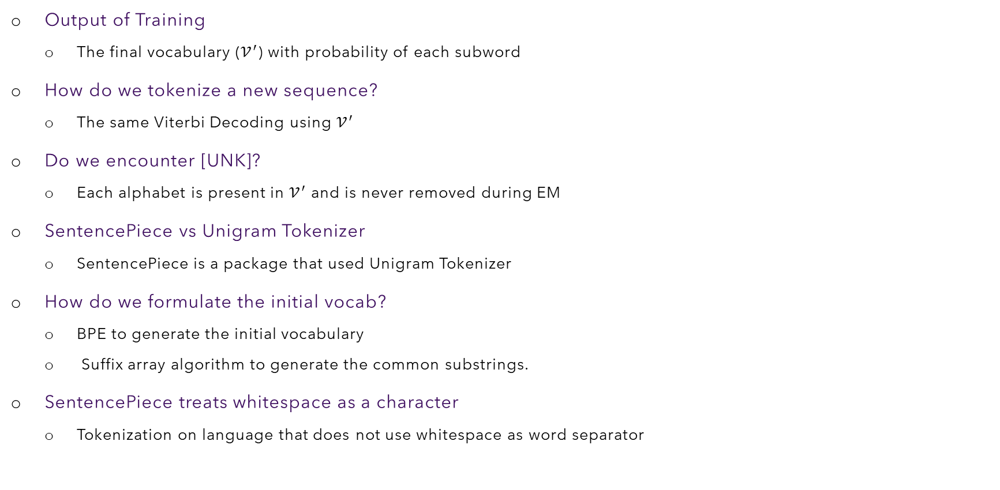 ○ Output of Training
○ The final vocabulary (𝒱′) with probability of each subword
○ How do we tokenize a new sequence?
○ The same Viterbi Decoding using 𝒱′
○ Do we encounter [UNK]?
○ Each alphabet is present in 𝒱′ and is never removed during EM
○ SentencePiece vs Unigram Tokenizer
○ SentencePiece is a package that used Unigram Tokenizer
○ How do we formulate the initial vocab?
○ BPE to generate the initial vocabulary
○ Suffix array algorithm to generate the common substrings.
○ SentencePiece treats whitespace as a character
○ Tokenization on language that does not use whitespace as word separator